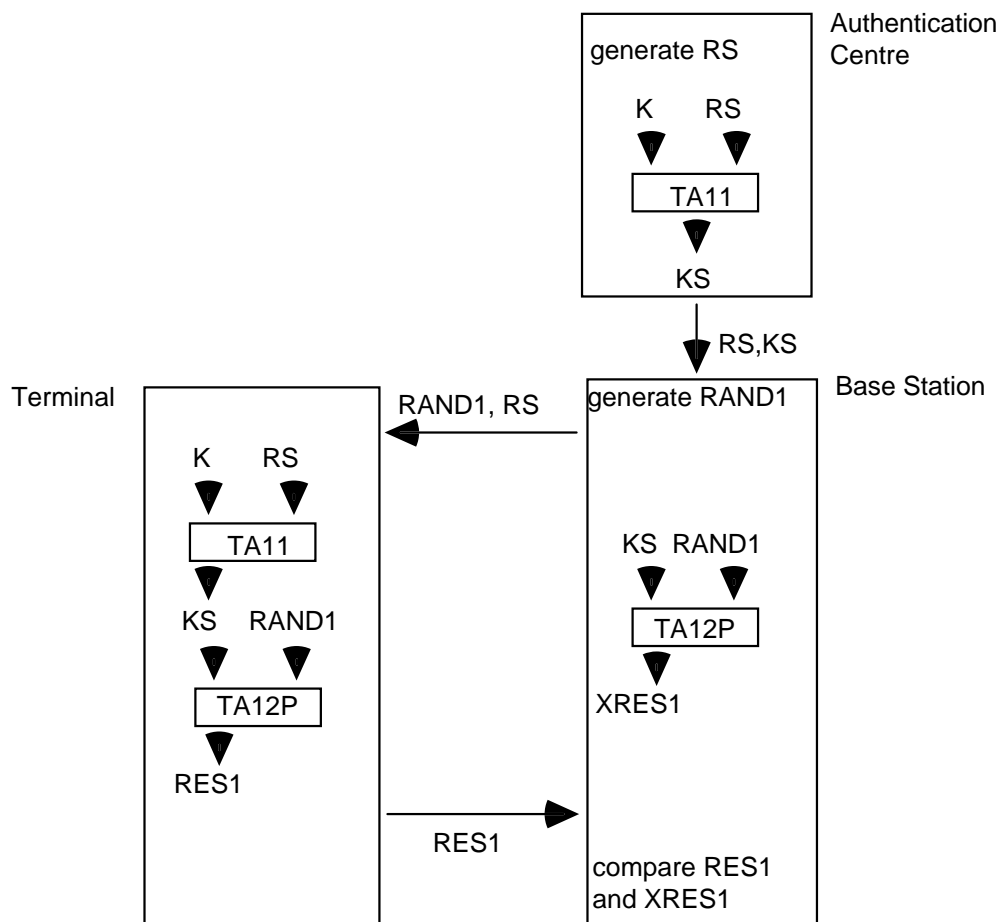 Authentication
Centre
generate RS
K RS
TA11
KS
RS,KS
Terminal
Base Station
generate RAND1
RAND1, RS
K RS
TA11
KS RAND1
TA12P
RES1
KS RAND1
TA12P
XRES1
RES1
compare RES1
and XRES1